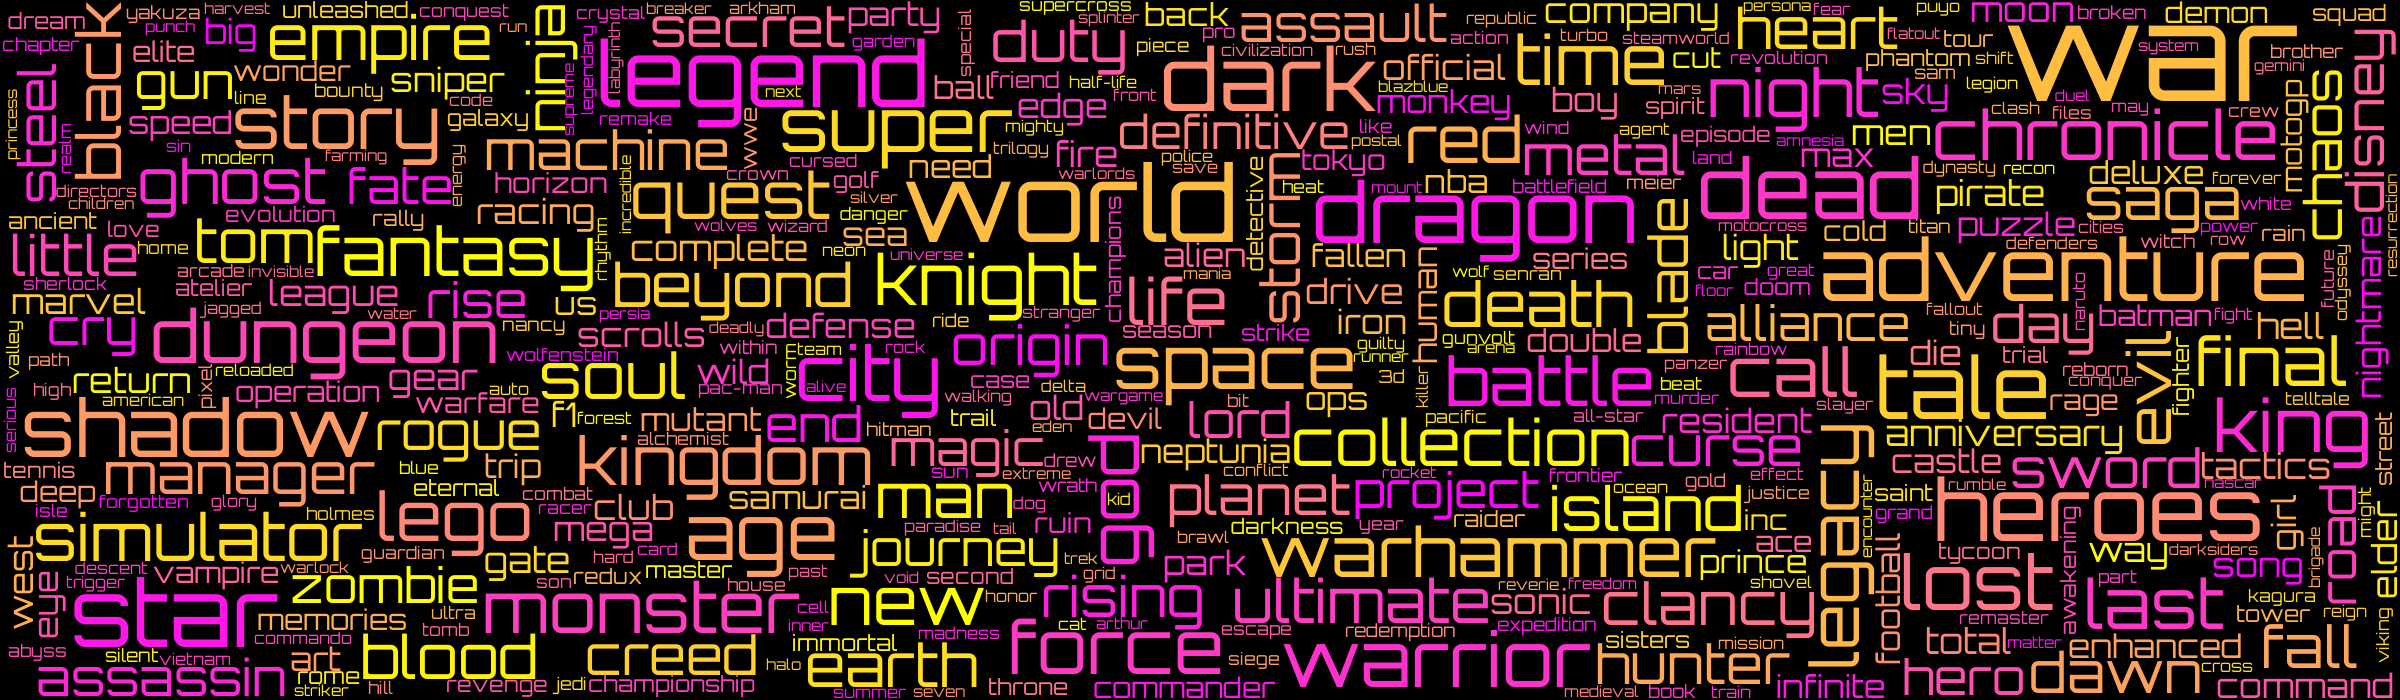 dream
yakuza
harvest
unleashed
conquest
crystal
breaker
arkham
party
supercross
back
assault
republic
company
persona
fear
puyo
moon
broken
demon
squad
chapter
black
punch
big
empire
run
ninja
secret
garden
special
duty
splinter
pro
piece
civilization
rush
action
official
turbo
steamworld
time
cut
heart
flatout
tour
war
system
brother
disney
elite
gun
wonder
sniper
bounty
line
code
labyrinth
legendary
legend
next
ball
friend
half-life
dark
front
edge
blazblue
monkey
boy
mars
spirit
revolution
phantom
shift
sam
legion
night
sky
gemini
steel
princess
realm
speed
sin
story
galaxy
modern
farming
supreme
remake
machine
wwe
super
mighty
trilogy
definitive
like
postal
red
wind
agent
episode
amnesia
men
clash
duel
files
may
crew
chronicle
motogp
chaos
directors
children
ghost
fate
energy
horizon
incredible
quest
cursed
crown
golf
silver
need
world
fire
warlords
police
save
detective
storm
heat
tokyo
mount
nba
battlefield
metal
meier
land
max
dead
dynasty
recon
pirate
deluxe
saga
forever
white
resurrection
ancient
love
evolution
rally
racing
rhythm
complete
wolves
wizard
danger
sea
neon
universe
champions
alien
mania
dragon
fallen
human
wolf
senran
series
blade
motocross
light
cold
titan
puzzle
cities
defenders
witch
power
row
rain
little
home
tom
fantasy
sherlock
arcade
invisible
atelier
league
rise
us
beyond
knight
stranger
life
drive
death
car
great
floor
doom
adventure
fallout
tiny
naruto
future
odyssey
nightmare
marvel
cry
valley
jagged
water
nancy
persia
scrolls
deadly
defense
ride
origin
season
strike
iron
guilty
runner
gunvolt
arena
double
alliance
rainbow
day
batman
fight
hell
dungeon
wolfenstein
within
worm
team
rock
city
alive
space
3d
killer
battle
beat
murder
panzer
call
die
trial
reborn
conquer
evil
fighter
final
path
high
return
american
pixel
reloaded
operation
gear
auto
warfare
soul
wild
pac-man
case
walking
delta
wargame
bit
ops
pacific
all-star
slayer
tale
rage
telltale
serious
shadow
rogue
f1
forest
mutant
alchemist
end
hitman
trail
old
eden
devil
lord
collection
resident
curse
legacy
anniversary
king
street
tennis
manager
blue
trip
kingdom
magic
drew
sun
extreme
god
neptunia
conflict
rocket
frontier
effect
castle
sword
tactics
nascar
deep
isle
forgotten
glory
eternal
combat
racer
club
samurai
man
wrath
dog
kid
planet
project
ocean
gold
justice
saint
grand
heroes
rumble
girl
road
might
elder
simulator
holmes
lego
mega
age
paradise
tail
ruin
brawl
darkness
year
raider
island
inc
encounter
west
eye
descent
trigger
vampire
warlock
guardian
gate
hard
card
son
redux
master
house
past
journey
void
second
trek
grid
park
warhammer
prince
ace
shovel
football
tycoon
awakening
way
darksiders
song
brigade
star
zombie
memories
ultra
tomb
monster
cell
inner
new
honor
rising
ultimate
reverie
freedom
sonic
clancy
lost
remaster
part
last
kagura
tower
reign
viking
abyss
silent
vietnam
commando
art
blood
creed
immortal
madness
cat
arthur
force
escape
redemption
expedition
sisters
mission
total
matter
enhanced
fall
assassin
rome
striker
hill
revenge
jedi
championship
halo
earth
summer
seven
throne
commander
siege
warrior
hunter
medieval
book
train
infinite
hero
dawn
cross
command